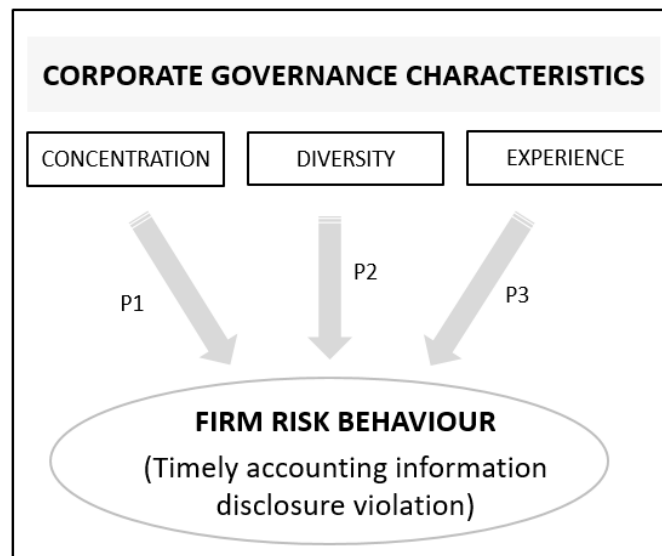 CORPORATE GOVERNANCE CHARACTERISTICS
CONCENTRATION
DIVERSITY
EXPERIENCE
P1
P2
P3
FIRM RISK BEHAVIOUR
(Timely accounting information
disclosure violation)